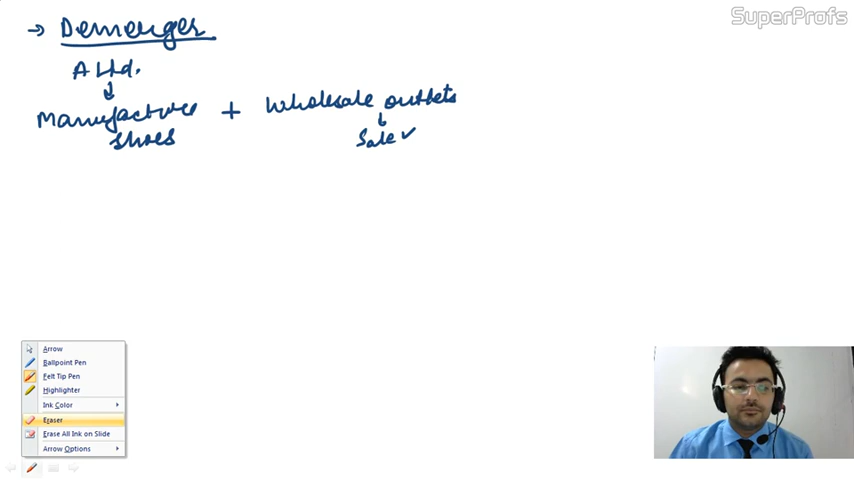 SuperProfs
→ Demerger
A Ltd.
Manufacture + Wholesale outlets
Shoes
Sale ✓
Arrow
Ballpoint Pen
Felt Tip Pen
Highlighter
Ink Color
Eraser
Erase All Ink on Slide
Arrow Options